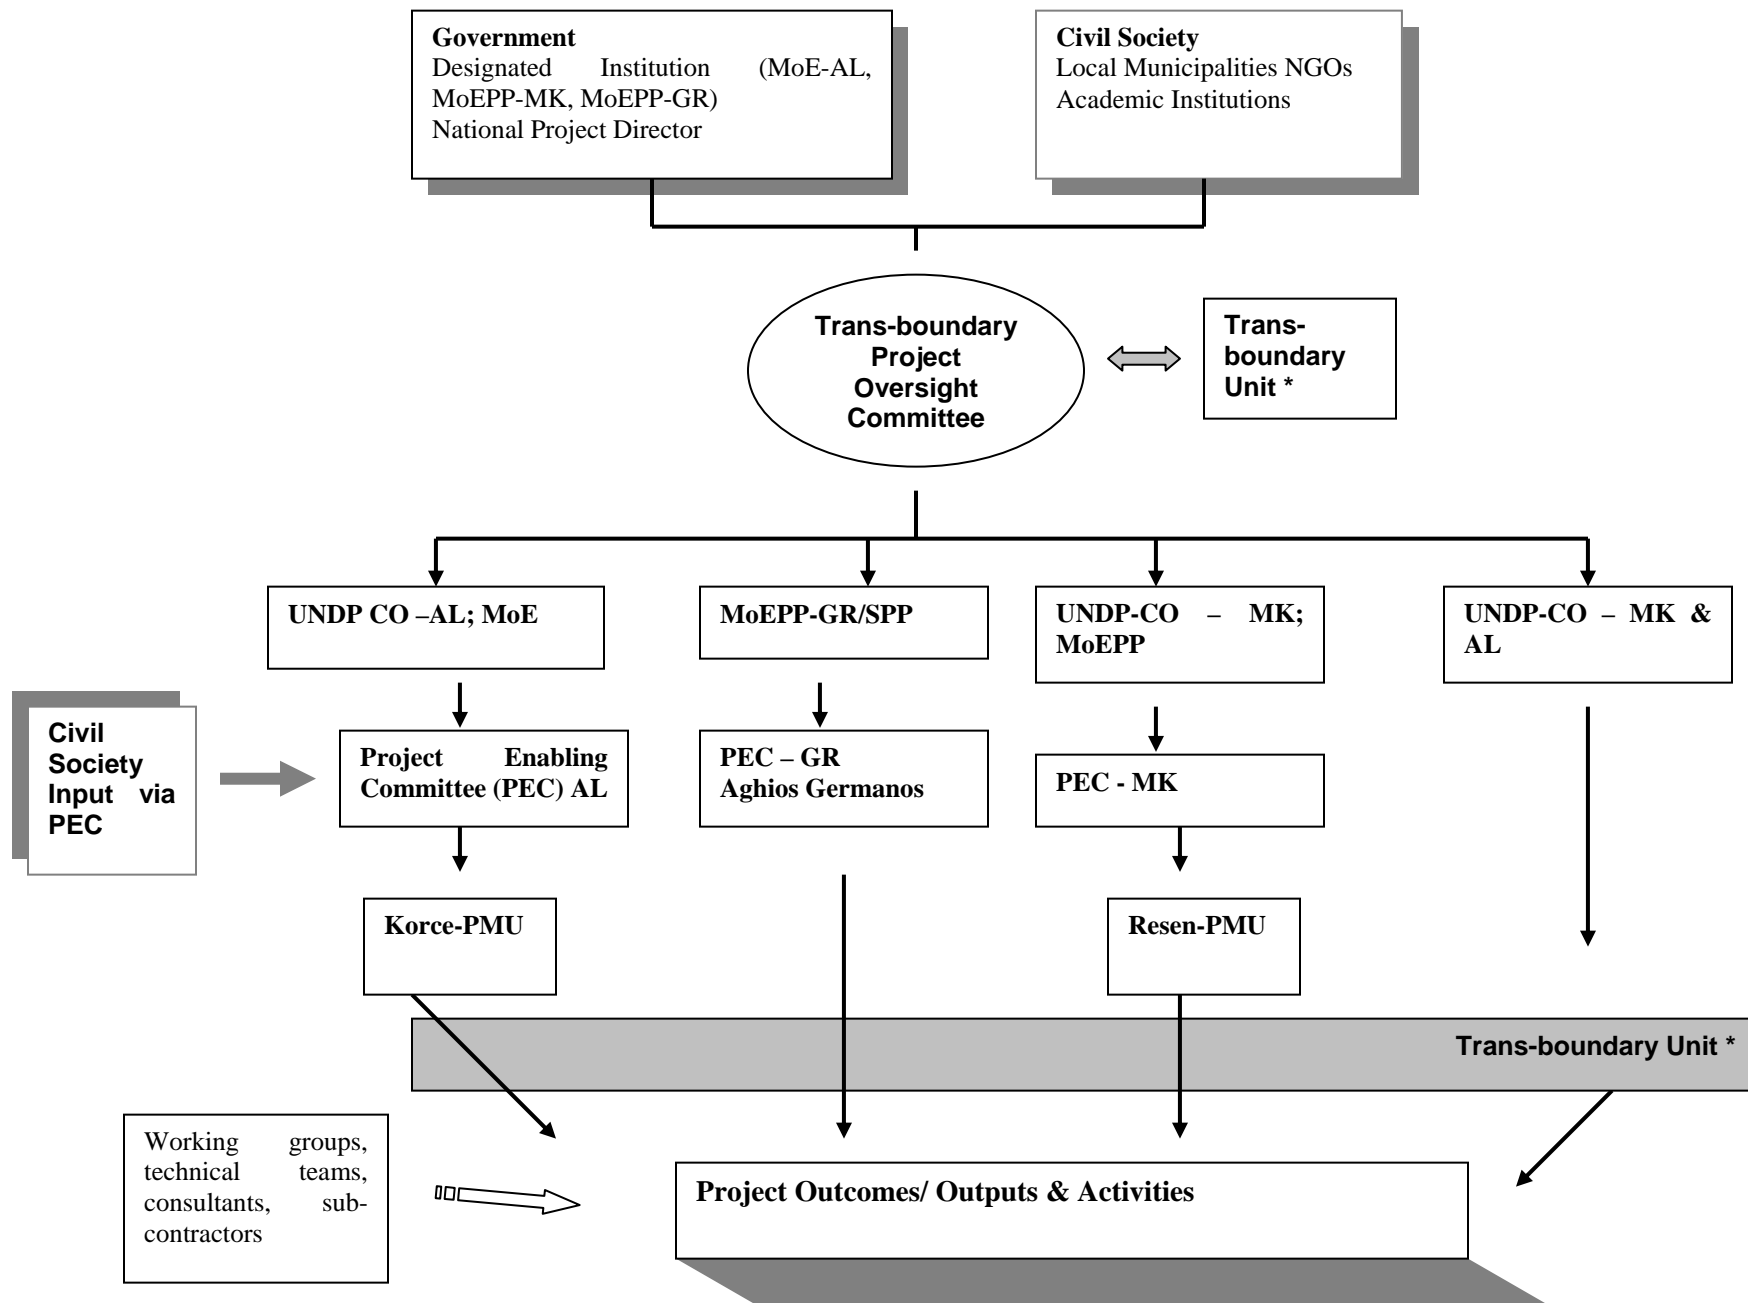 Government
Designated Institution (MoE-AL,
MoEPP-MK, MoEPP-GR)
National Project Director
Civil Society
Local Municipalities NGOs
Academic Institutions
Trans-boundary
Project
Oversight
Committee
Trans-
boundary
Unit *
UNDP CO –AL; MoE
MoEPP-GR/SPP
UNDP-CO – MK;
MoEPP
UNDP-CO – MK &
AL
Civil
Society
Input via
PEC
Project Enabling
Committee (PEC) AL
PEC – GR
Aghios Germanos
PEC - MK
Korce-PMU
Resen-PMU
Trans-boundary Unit *
Working groups,
technical teams,
consultants, sub-
contractors
Project Outcomes/ Outputs & Activities